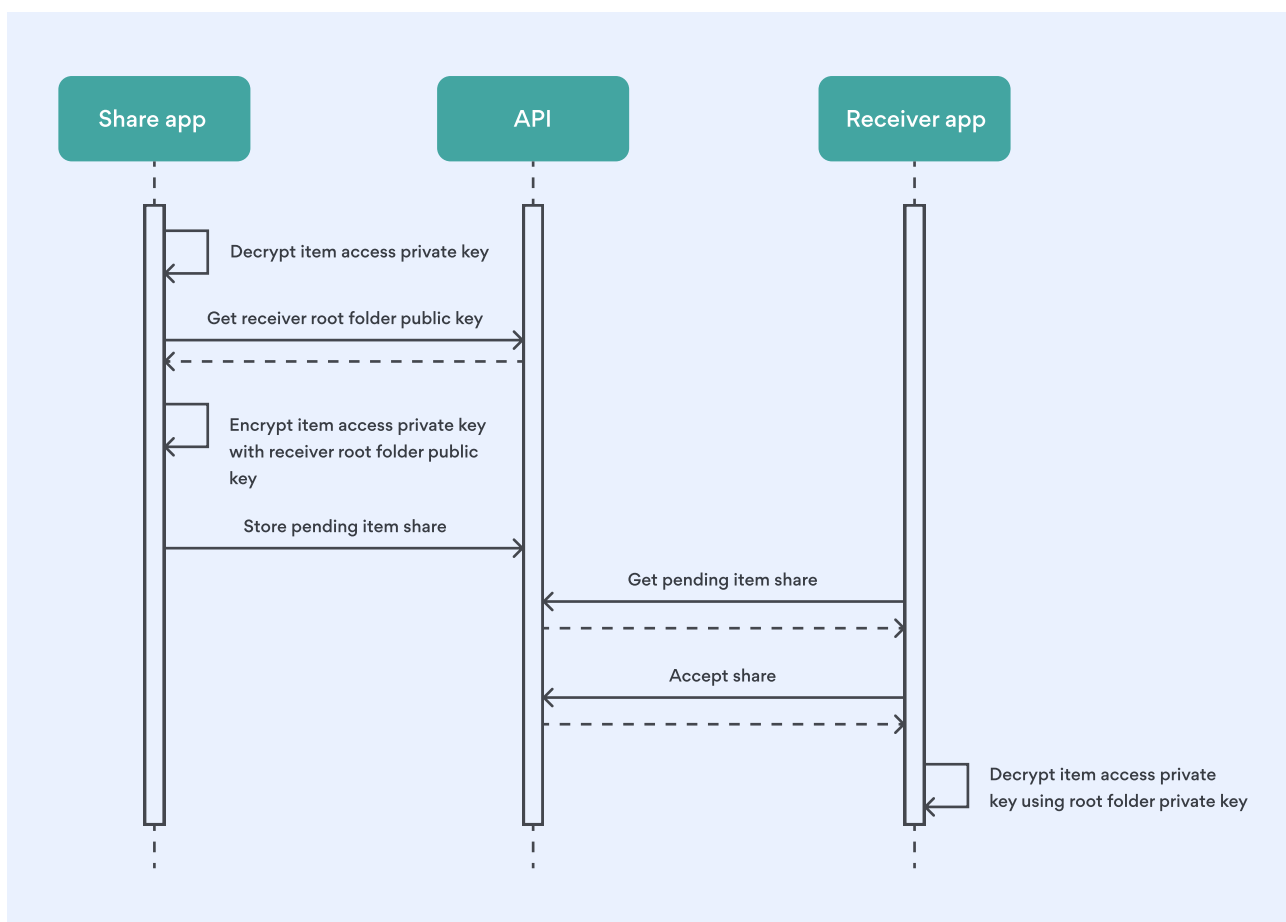 Share app
API
Receiver app
Decrypt item access private key
Get receiver root folder public key
Encrypt item access private key
with receiver root folder public
key
Store pending item share
Get pending item share
Accept share
Decrypt item access private
key using root folder private key